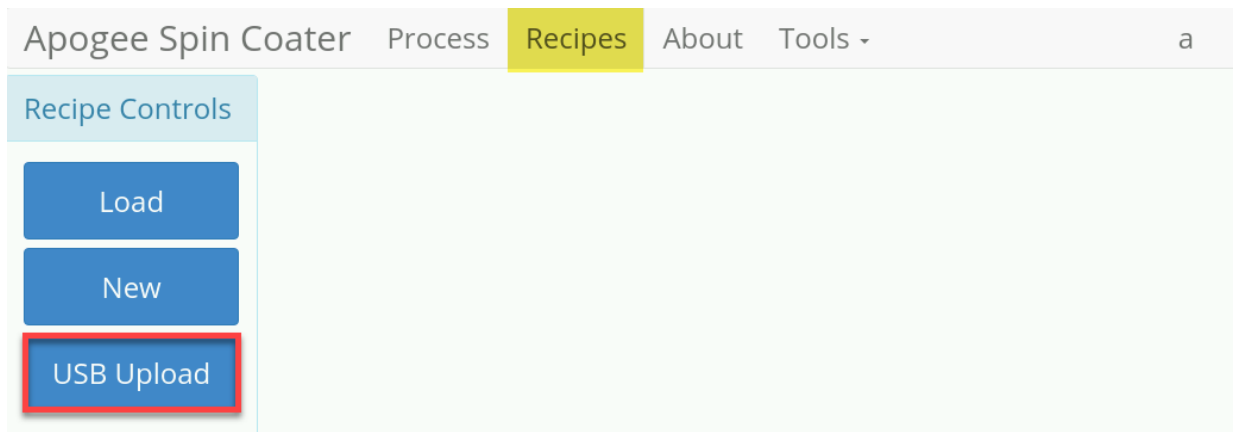 Apogee Spin Coater Process Recipes About Tools a
Recipe Controls
Load
New
USB Upload